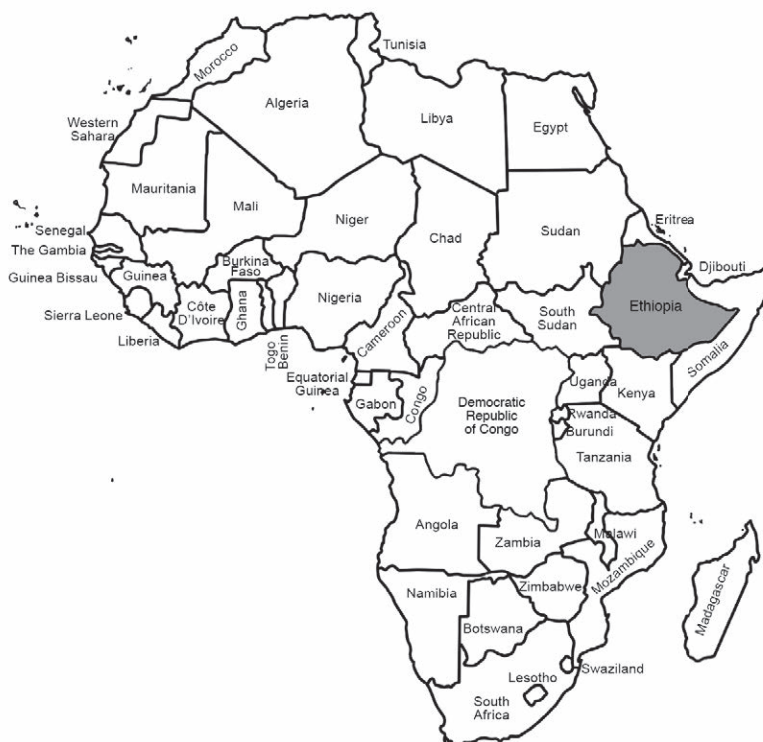 Tunisia
Morocco
Algeria
Libya
Egypt
Western
Sahara
Mauritania
Mali
Niger
Chad
Sudan
Eritrea
Senegal
The Gambia
Guinea Bissau
Guinea
Burkina
Faso
Djibouti
Sierra Leone
Côte
D'Ivoire
Ghana
Nigeria
Central
African
Republic
South
Sudan
Ethiopia
Liberia
Togo
Benin
Cameroon
Somalia
Equatorial
Guinea
Gabon
Congo
Democratic
Republic
of Congo
Uganda
Kenya
Rwanda
Burundi
Tanzania
Angola
Zambia
Malawi
Mozambique
Madagascar
Namibia
Zimbabwe
Botswana
Swaziland
Lesotho
South
Africa